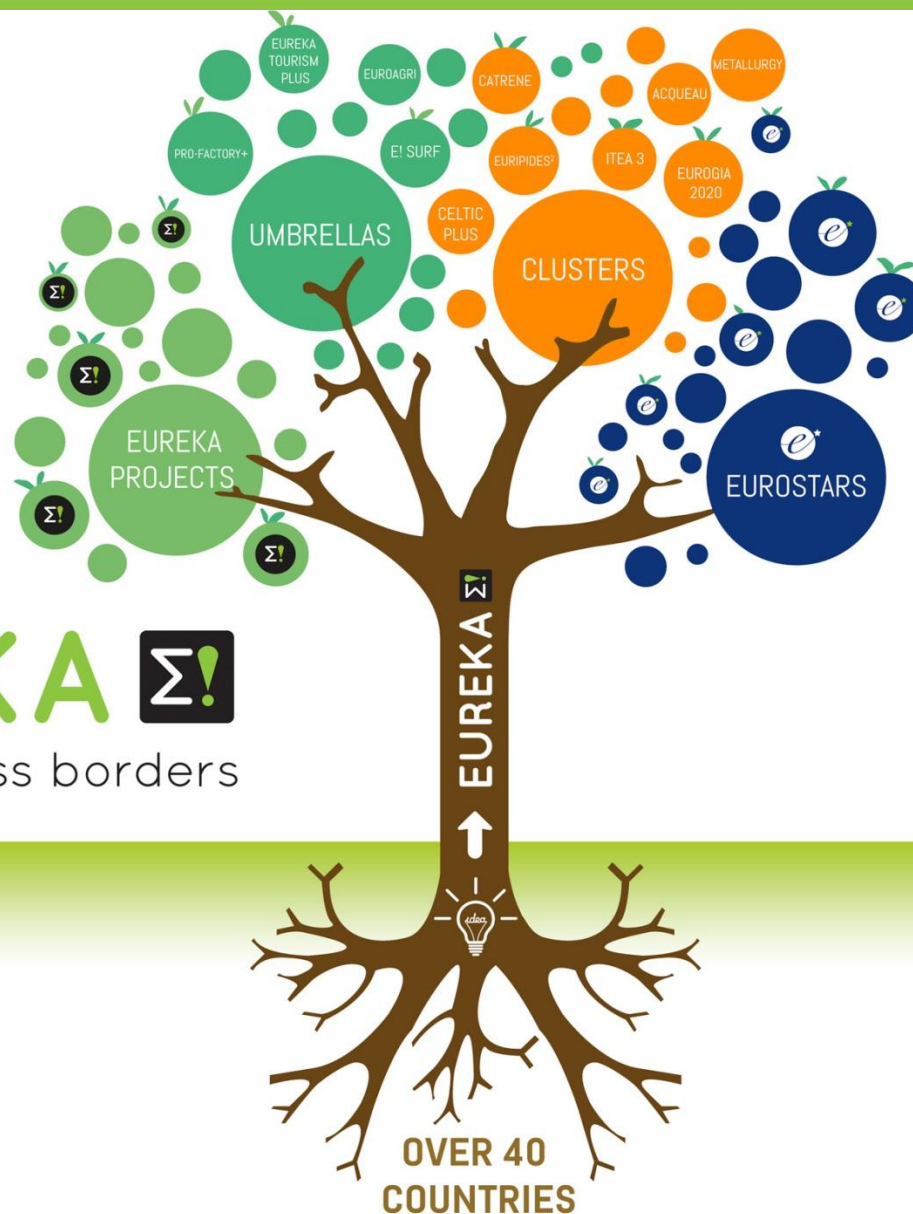 EUREKA
TOURISM
PLUS
EUROAGRI
CATRENE
METALLURGY
ACQUEAU
PRO-FACTORY+
E! SURF
EURIPIDES²
ITEA 3
EUROGIA
2020
CELTIC
PLUS
UMBRELLAS
CLUSTERS
EUREKA
PROJECTS
e EUROSTARS
Σ!
Σ!
Σ!
Σ!
Σ!
e
e
e
e
e
e
KA Σ!
ss borders
EUREKA Σ!
idea
OVER 40
COUNTRIES